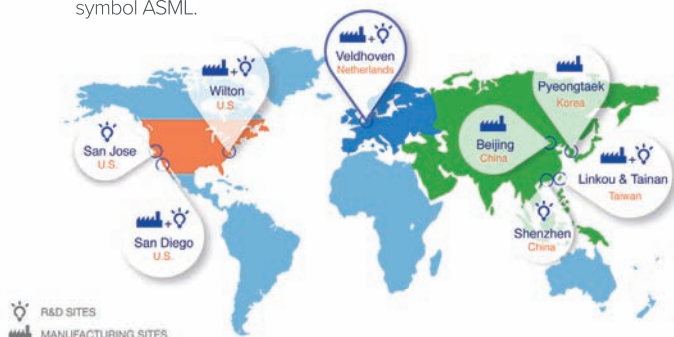 symbol ASML.
Wilton
U.S.
Veldhoven
Netherlands
Pyeongtaek
Korea
San Jose
U.S.
Beijing
China
Linkou & Tainan
Taiwan
San Diego
U.S.
Shenzhen
China
R&D SITES
MANUFACTURING SITES